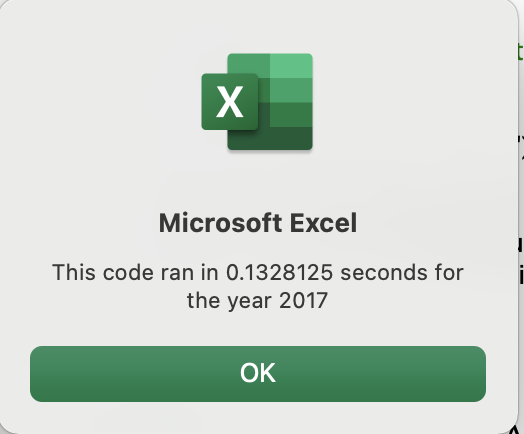 X
Microsoft Excel
This code ran in 0.1328125 seconds for
the year 2017
OK